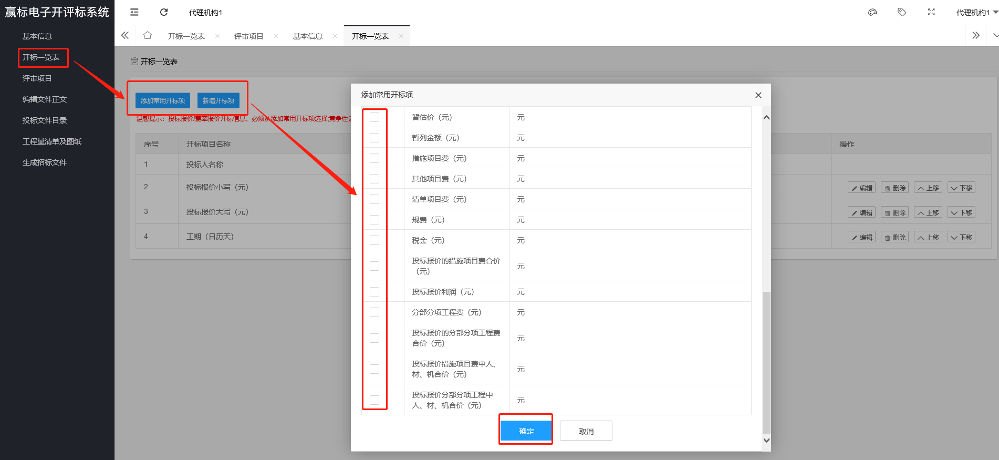 赢标电子开评标系统
代理机构1
代理机构1
基本信息
开标一览表
评审项目
编辑文件正文
投标文件目录
工程量清单及图纸
生成招标文件
开标一览表
评审项目
基本信息
开标一览表
开标一览表
添加常用开标项
新增开标项
温馨提示：投标报价/费率报价开标信息，必须从添加常用开标项选择;竞争性
序号
开标项目名称
操作
1
投标人名称
2
投标报价小写（元）
编辑
删除
上移
下移
3
投标报价大写（元）
编辑
删除
上移
下移
4
工期（日历天）
编辑
删除
上移
下移
添加常用开标项
暂估价（元）
元
暂列金额（元）
元
措施项目费（元）
元
其他项目费（元）
元
清单项目费（元）
元
规费（元）
元
税金（元）
元
投标报价的措施项目费合价
（元）
元
投标报价利润（元）
元
分部分项工程费（元）
元
投标报价的分部分项工程费
合价（元）
元
投标报价措施项目费中人、
材、机合价（元）
元
投标报价分部分项工程中
人、材、机合价（元）
元
确定
取消